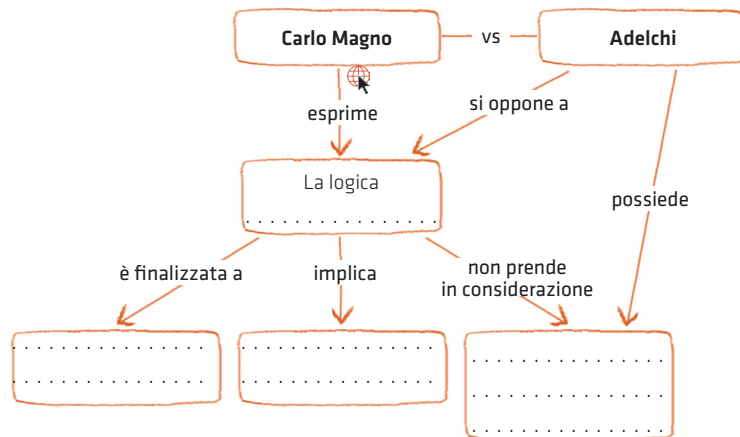 Carlo Magno
vs
Adelchi
esprime
si oppone a
La logica
. . . . . . . . . . . . . . . .
possiede
è finalizzata a
implica
non prende
in considerazione
. . . . . . . . . . . . . . . .
. . . . . . . . . . . . . . . .
. . . . . . . . . . . . . . . .
. . . . . . . . . . . . . . . .
. . . . . . . . . . . . . . . .
. . . . . . . . . . . . . . . .
. . . . . . . . . . . . . . . .